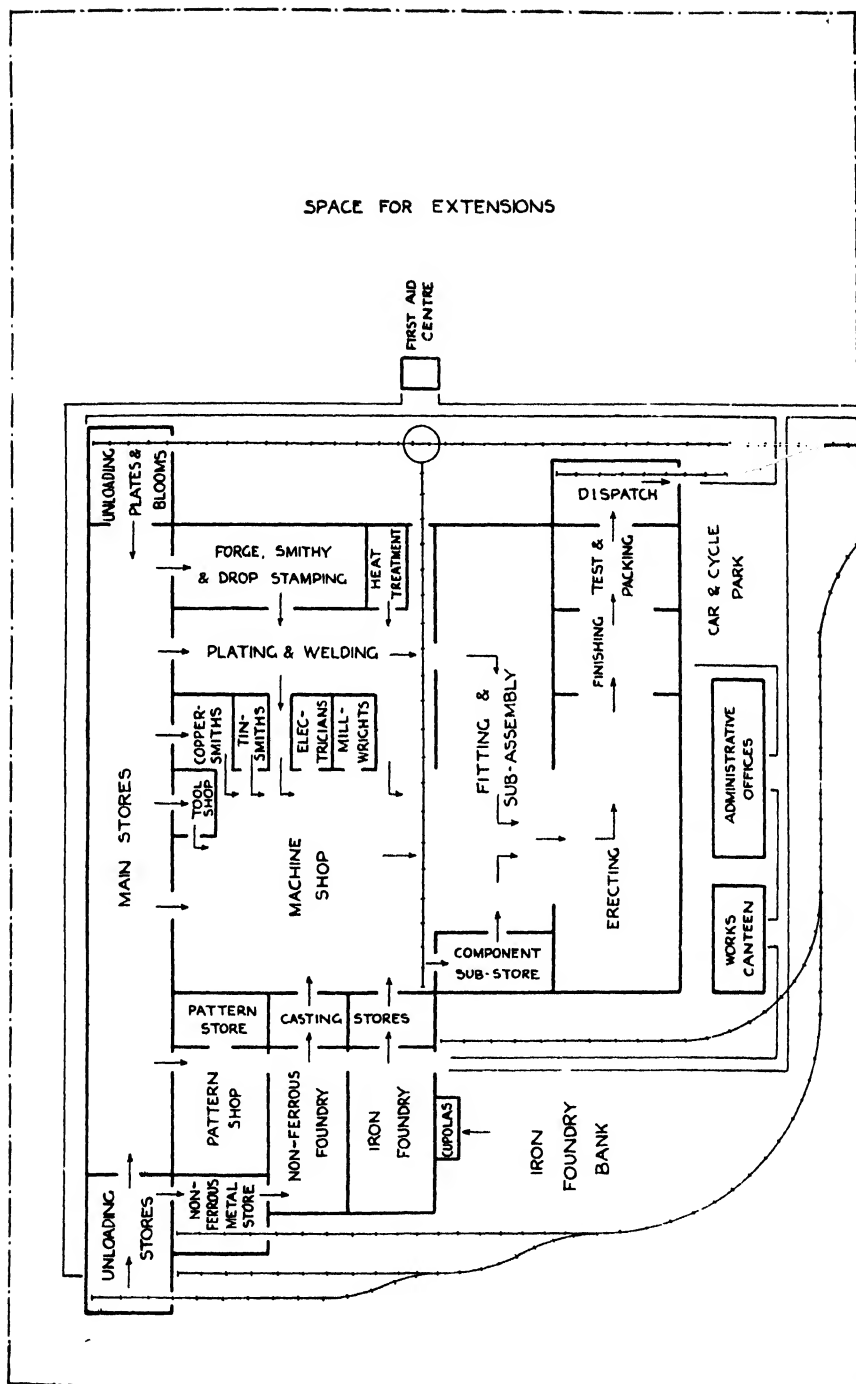 SPACE FOR EXTENSIONS
FIRST AID
CENTRE
UNLOADING
PLATES &
BLOOMS
FORGE, SMITHY
& DROP STAMPING
HEAT
TREATMENT
PLATING & WELDING
COPPER-
SMITHS
TIN-
SMITHS
ELEC-
TRICIANS
MILL-
WRIGHTS
TOOL
SHOP
MAIN STORES
MACHINE
SHOP
FITTING &
SUB-ASSEMBLY
DISPATCH
TEST &
PACKING
FINISHING
ERECTING
COMPONENT
SUB-STORE
CAR & CYCLE
PARK
ADMINISTRATIVE
OFFICES
WORKS
CANTEEN
PATTERN
STORE
CASTING STORES
PATTERN
SHOP
NON-FERROUS
FOUNDRY
IRON
FOUNDRY
CUPOLAS
IRON
FOUNDRY
BANK
UNLOADING
STORES
NON-
FERROUS
METAL
STORE